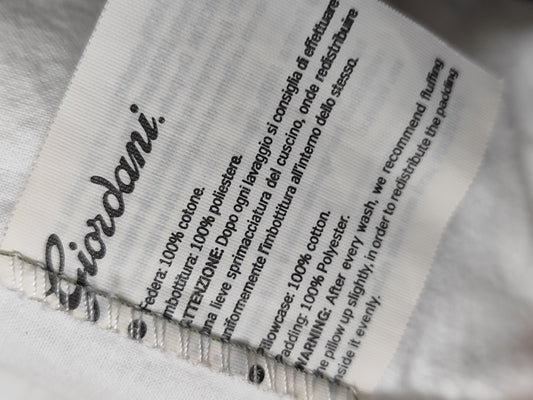 Giordani.
Federa: 100% cotone.
Imbottitura: 100% poliestere.
ATTENZIONE: Dopo ogni lavaggio si consiglia di effettuare
una lieve sprimacciatura del cuscino, onde redistribuire
uniformemente l'imbottitura all'interno dello stesso.
Pillowcase: 100% cotton.
Padding: 100% Polyester.
WARNING: After every wash, we recommend fluffing
the pillow up slightly, in order to redistribute the padding
inside it evenly.